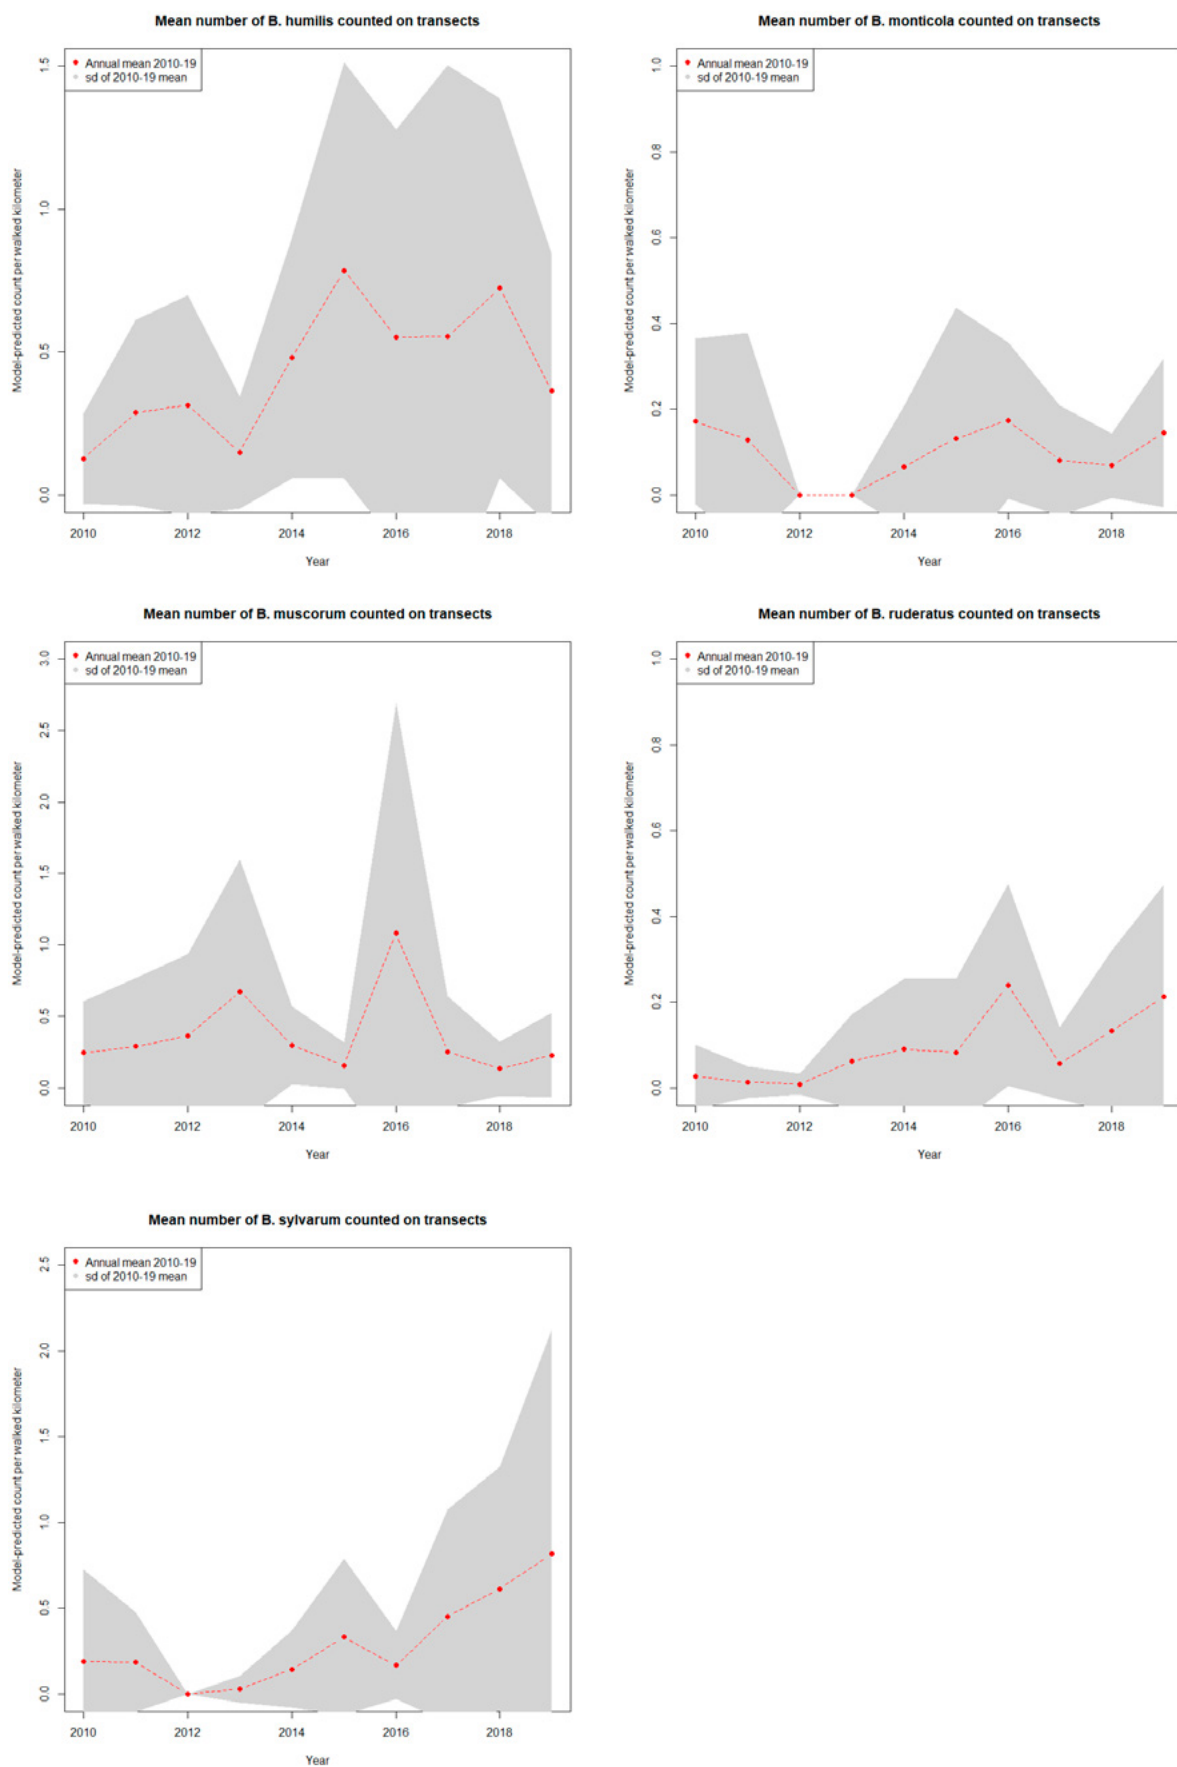 Mean number of B. humilis counted on transects
Annual mean 2010-19
sd of 2010-19 mean
Model-predicted count per walked kilometer
1.5
1.0
0.5
0.0
2010 2012 2014 2016 2018
Year
Mean number of B. monticola counted on transects
Annual mean 2010-19
sd of 2010-19 mean
Model-predicted count per walked kilometer
1.0
0.8
0.6
0.4
0.2
0.0
2010 2012 2014 2016 2018
Year
Mean number of B. muscorum counted on transects
Annual mean 2010-19
sd of 2010-19 mean
Model-predicted count per walked kilometer
3.0
2.5
2.0
1.5
1.0
0.5
0.0
2010 2012 2014 2016 2018
Year
Mean number of B. ruderatus counted on transects
Annual mean 2010-19
sd of 2010-19 mean
Model-predicted count per walked kilometer
1.0
0.8
0.6
0.4
0.2
0.0
2010 2012 2014 2016 2018
Year
Mean number of B. sylvarum counted on transects
Annual mean 2010-19
sd of 2010-19 mean
Model-predicted count per walked kilometer
2.5
2.0
1.5
1.0
0.5
0.0
2010 2012 2014 2016 2018
Year